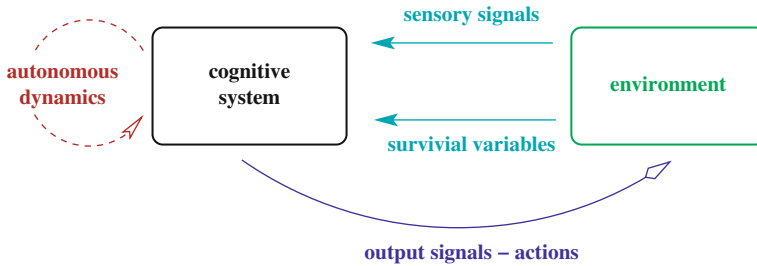 sensory signals
autonomous
dynamics
cognitive
system
environment
survivial variables
output signals – actions